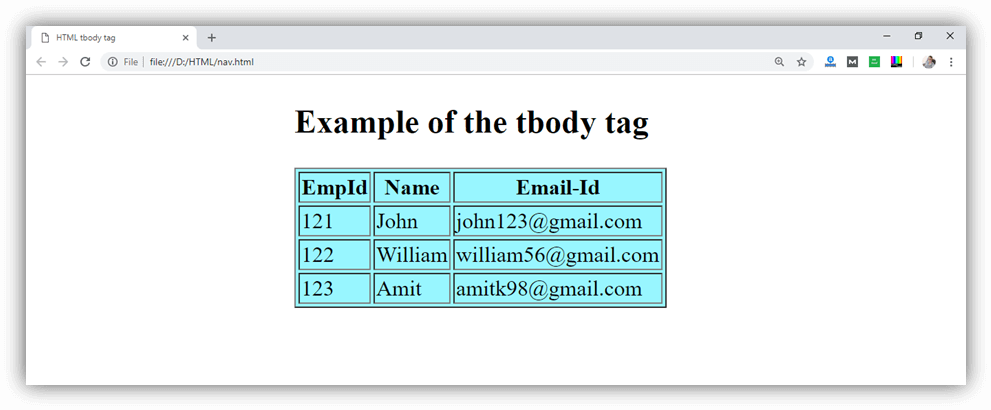 HTML tbody tag
File file:///D:/HTML/nav.html
Example of the tbody tag
EmpId Name Email-Id
121 John john123@gmail.com
122 William william56@gmail.com
123 Amit amitk98@gmail.com